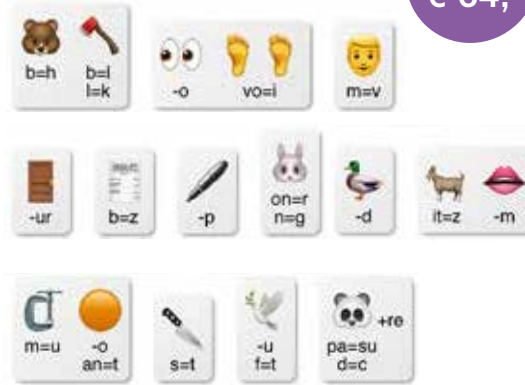 b=h b=l
l=k
-o vo=i
m=v
-ur
b=z
-p
on=r
n=g
-d
it=z -m
m=u -o
an=t
s=t
-u
f=t
+re
pa=su
d=c